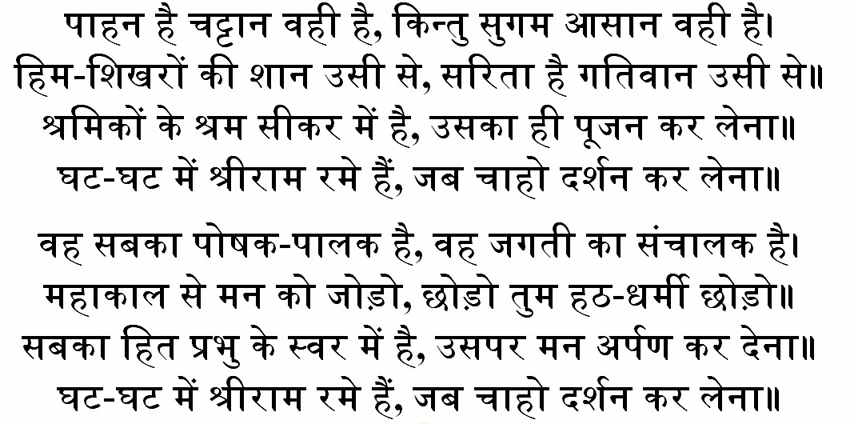 पाहन है चट्टान वही है, किन्तु सुगम आसान वही है।
हिम-शिखरों की शान उसी से, सरिता है गतिवान उसी से॥
श्रमिकों के श्रम सीकर में है, उसका ही पूजन कर लेना॥
घट-घट में श्रीराम रमे हैं, जब चाहो दर्शन कर लेना॥
वह सबका पोषक-पालक है, वह जगती का संचालक है।
महाकाल से मन को जोड़ो, छोड़ो तुम हठ-धर्मी छोड़ो॥
सबका हित प्रभु के स्वर में है, उसपर मन अर्पण कर देना॥
घट-घट में श्रीराम रमे हैं, जब चाहो दर्शन कर लेना॥